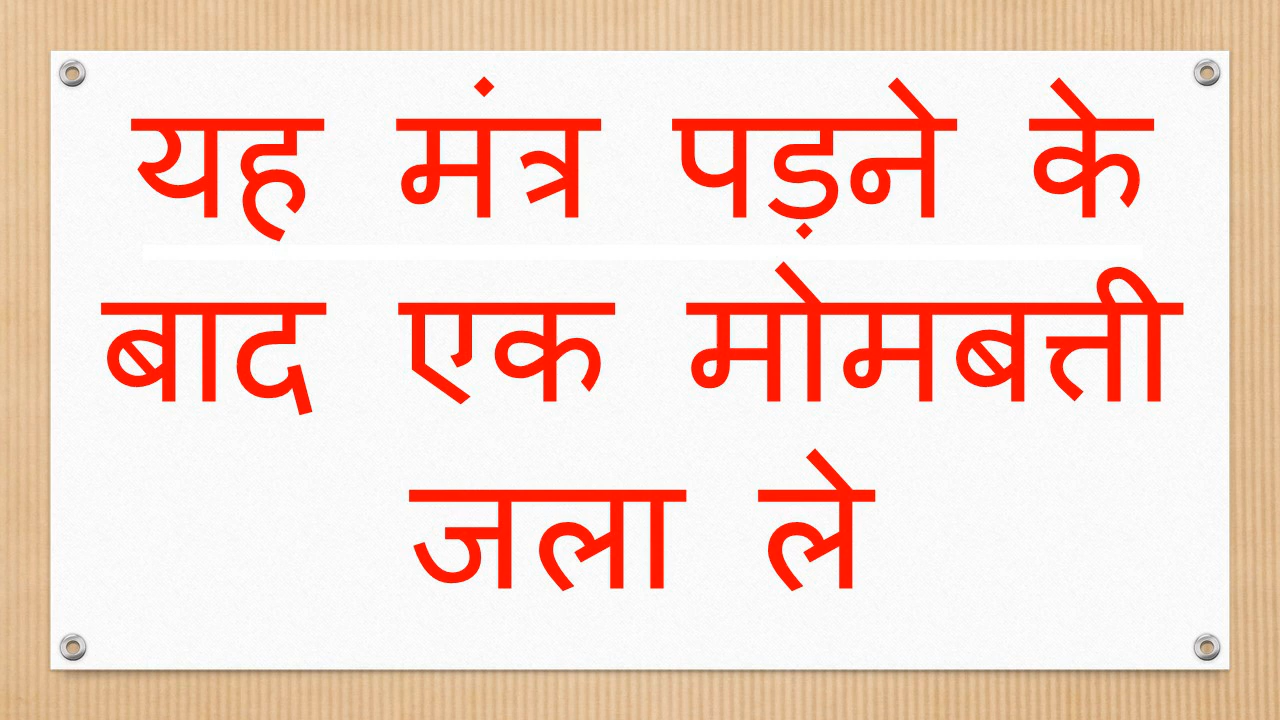 यह मंत्र पड़ने के
बाद एक मोमबत्ती
जला ले